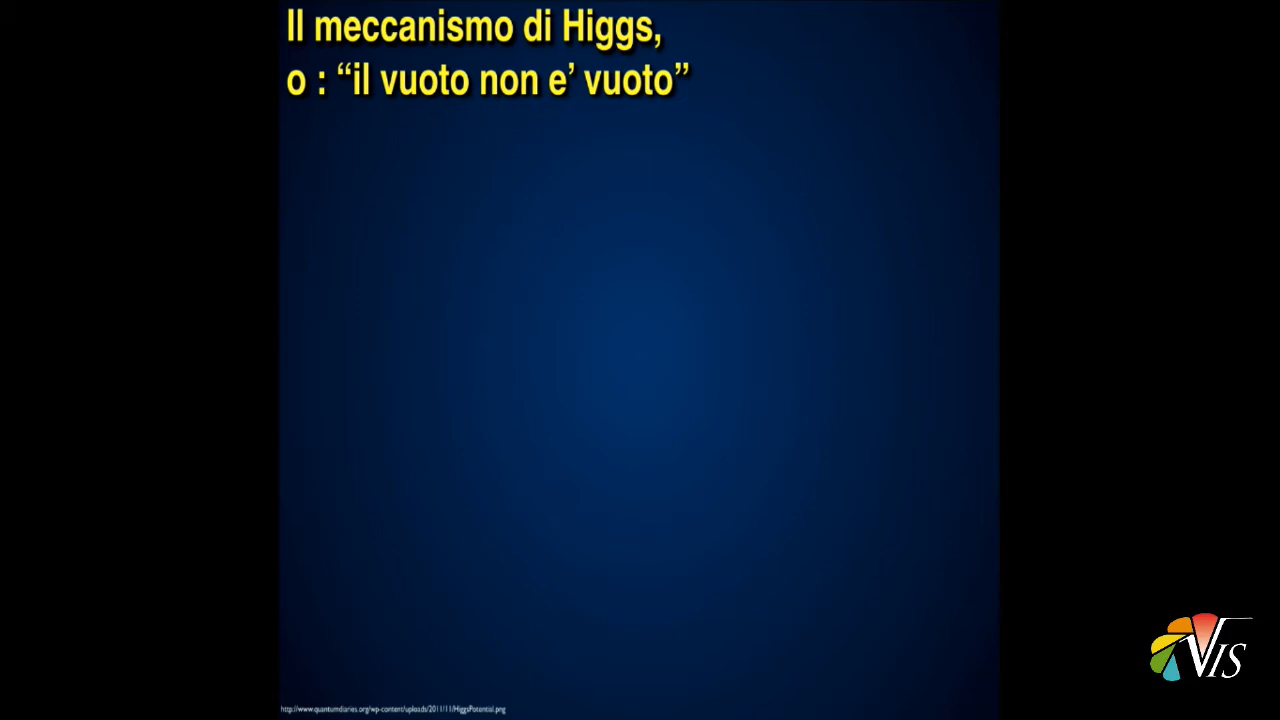 Il meccanismo di Higgs,
o : “il vuoto non e’ vuoto”
http://www.quantumdiaries.org/wp-content/uploads/2011/11/HiggsPotential.png
VIS